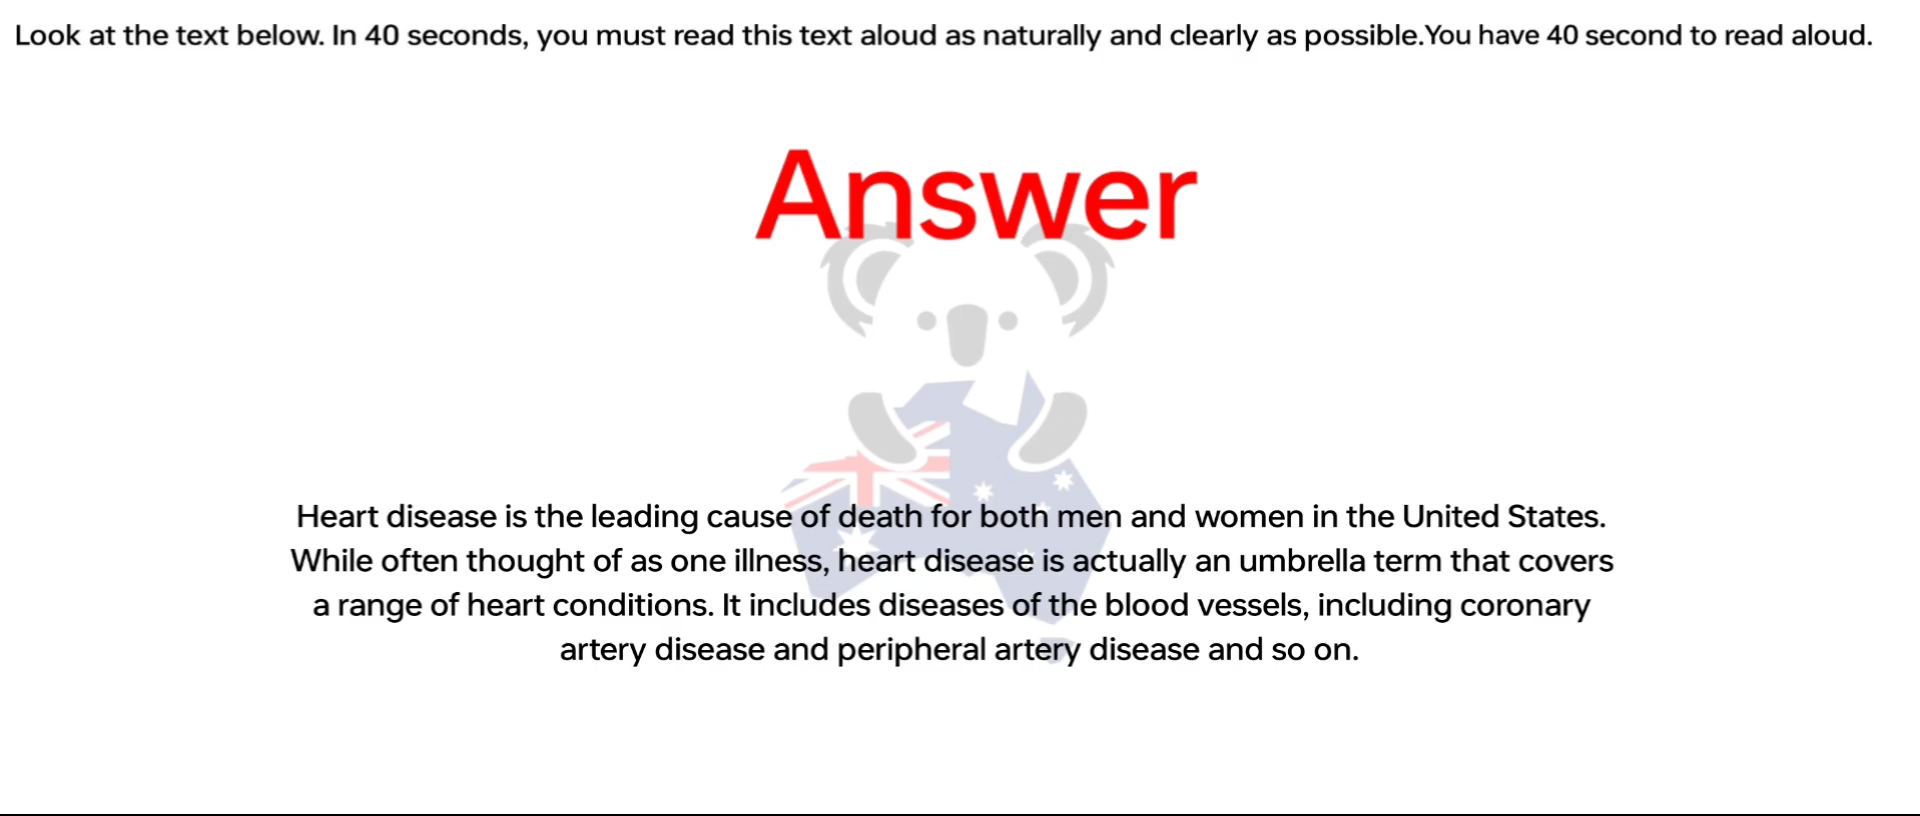 Look at the text below. In 40 seconds, you must read this text aloud as naturally and clearly as possible.You have 40 second to read aloud.
Answer
Heart disease is the leading cause of death for both men and women in the United States.
While often thought of as one illness, heart disease is actually an umbrella term that covers
a range of heart conditions. It includes diseases of the blood vessels, including coronary
artery disease and peripheral artery disease and so on.